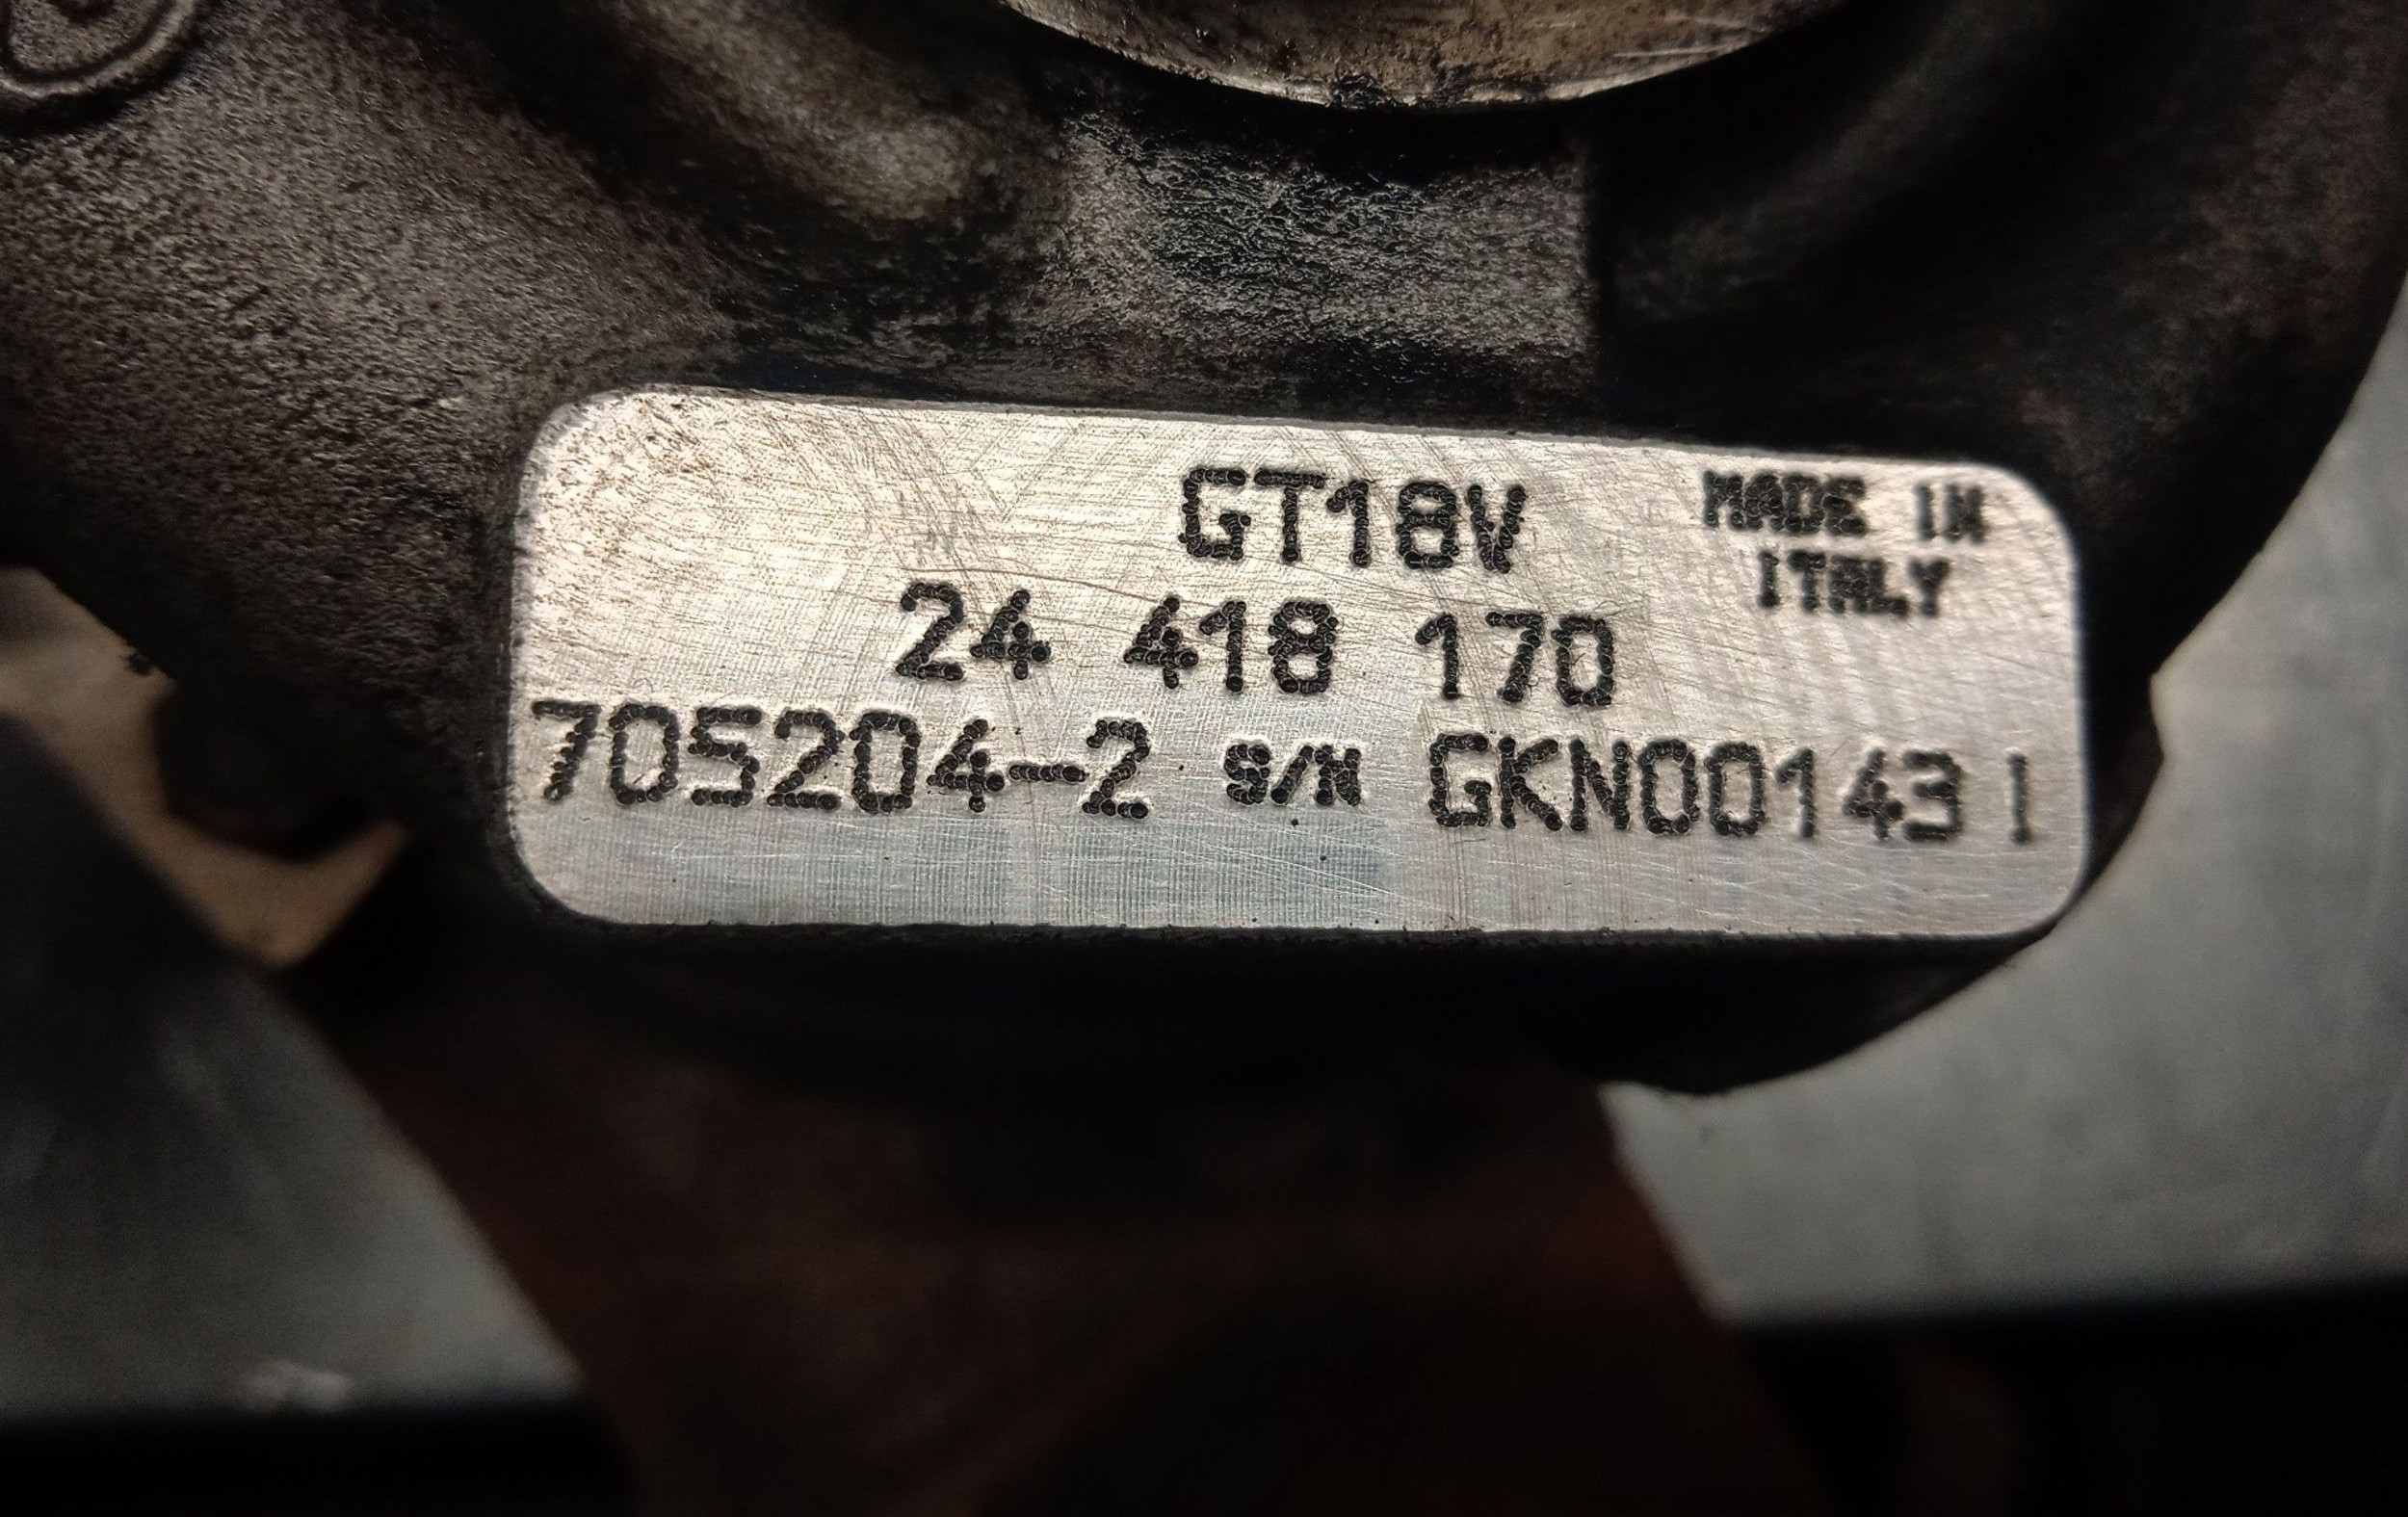 GT18V
MADE IN
ITALY
24 418 170
705204-2 S/N GKN00143 I